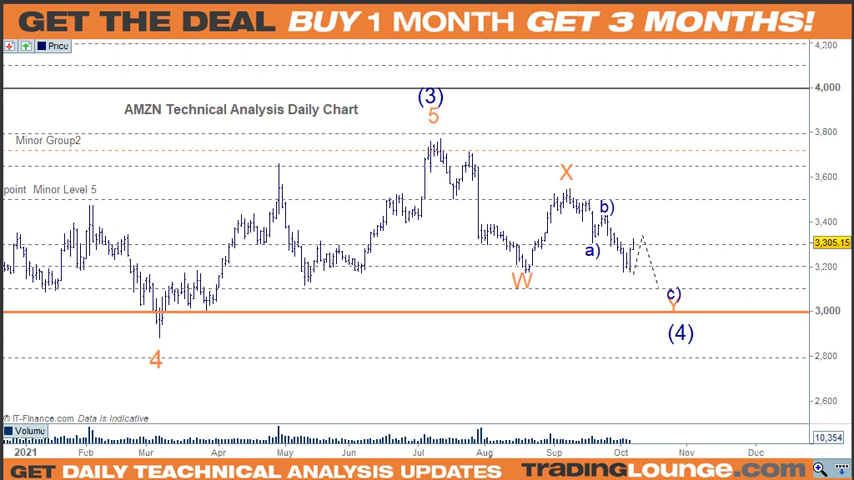 GET THE DEAL BUY 1 MONTH GET 3 MONTHS!
Price
4,200
(3)
4,000
AMZN Technical Analysis Daily Chart
5
3,800
Minor Group2
X
3,600
point Minor Level 5
b)
3,400
a)
3,305.15
3,200
W
c)
Y
3,000
(4)
4
2,800
2,600
© IT-Finance.com Data is indicative
Volume
10,354
2021 Feb Mar Apr May Jun Jul Aug Sep Oct Nov Dec
GET DAILY TEACHNICAL ANALYSIS UPDATES TRADINGLOUNGE.COM